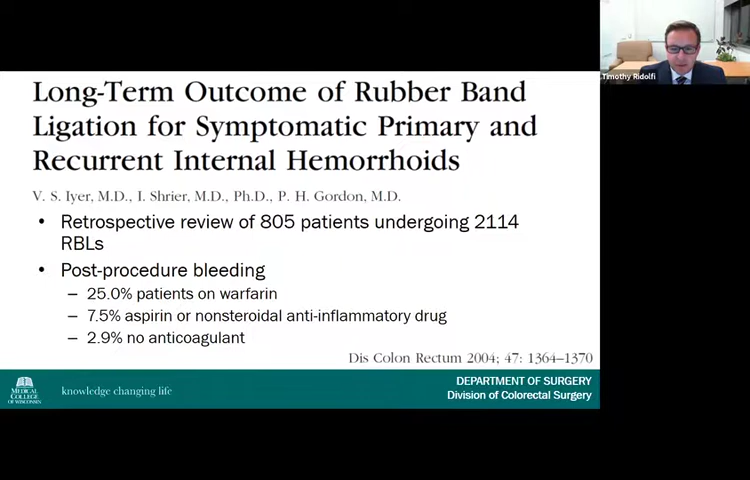 .Timothy Ridolfi
Long-Term Outcome of Rubber Band
Ligation for Symptomatic Primary and
Recurrent Internal Hemorrhoids
V. S. Iyer, M.D., I. Shrier, M.D., Ph.D., P. H. Gordon, M.D.
• Retrospective review of 805 patients undergoing 2114
RBLs
• Post-procedure bleeding
– 25.0% patients on warfarin
– 7.5% aspirin or nonsteroidal anti-inflammatory drug
– 2.9% no anticoagulant
Dis Colon Rectum 2004; 47: 1364–1370
MEDICAL
COLLEGE
OF WISCONSIN
knowledge changing life
DEPARTMENT OF SURGERY
Division of Colorectal Surgery